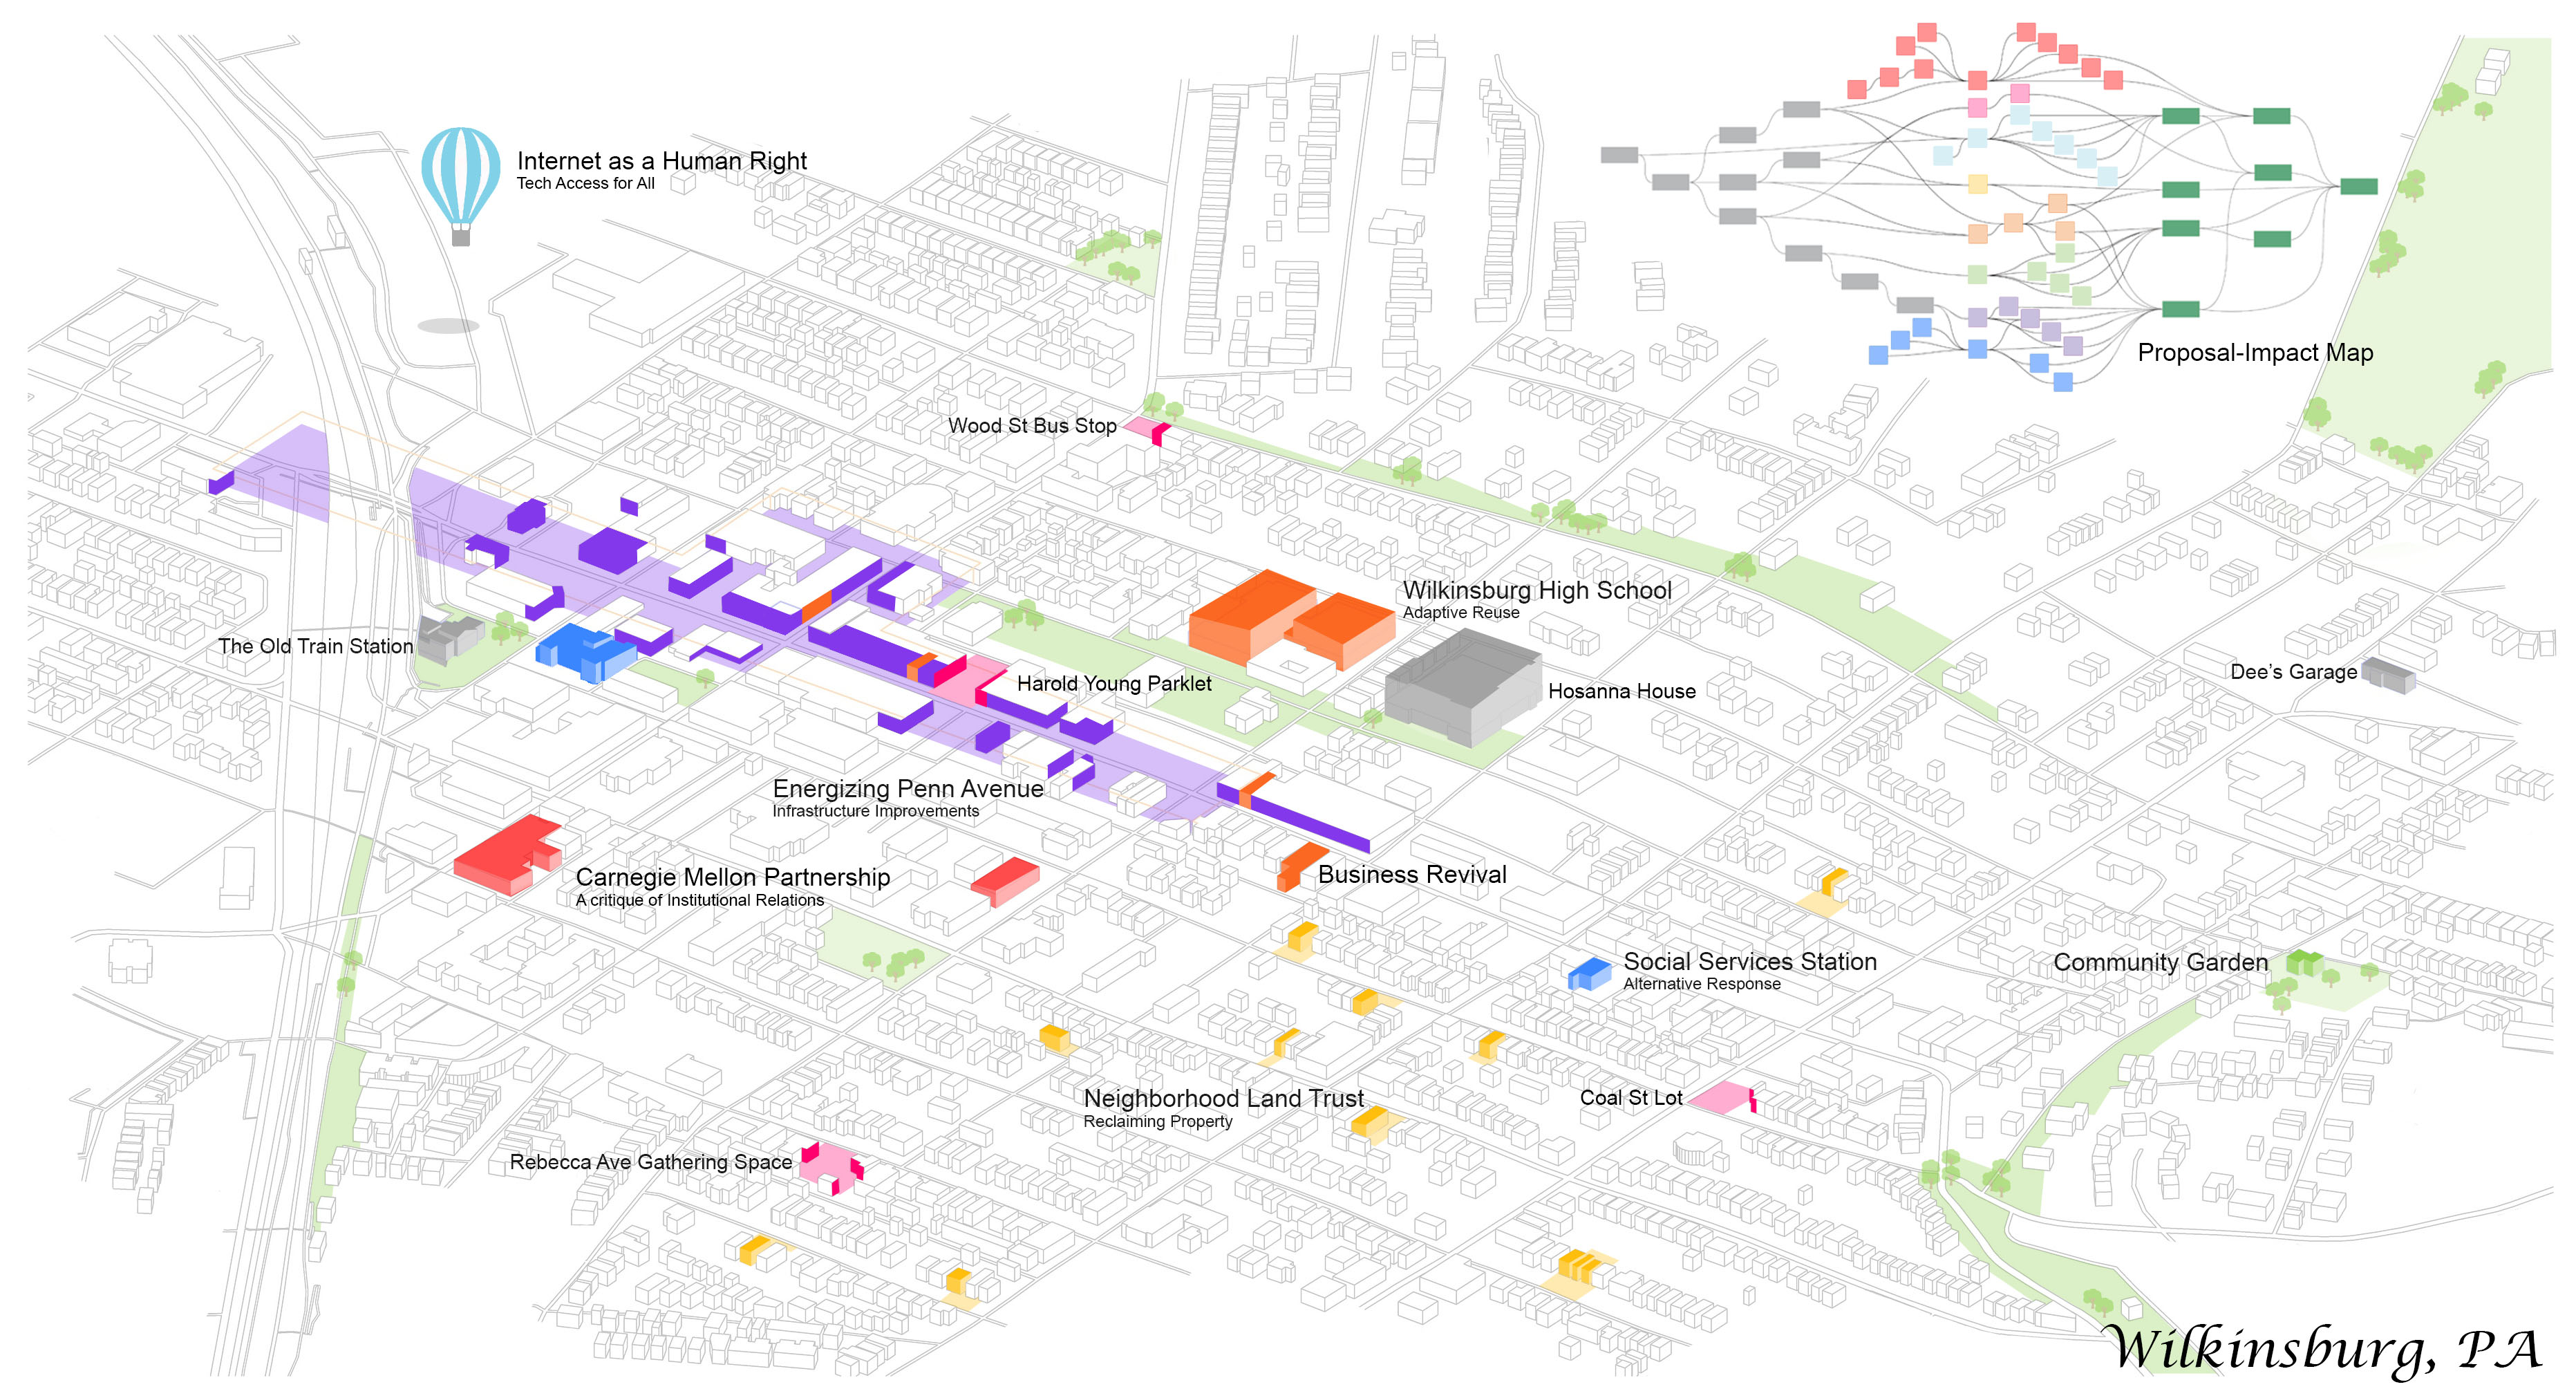 Internet as a Human Right
Tech Access for All
Proposal-Impact Map
Wood St Bus Stop
Wilkinsburg High School
Adaptive Reuse
The Old Train Station
Harold Young Parklet
Hosanna House
Dee’s Garage
Energizing Penn Avenue
Infrastructure Improvements
Carnegie Mellon Partnership
A critique of Institutional Relations
Business Revival
Social Services Station
Alternative Response
Community Garden
Neighborhood Land Trust
Reclaiming Property
Coal St Lot
Rebecca Ave Gathering Space
Wilkinsburg, PA